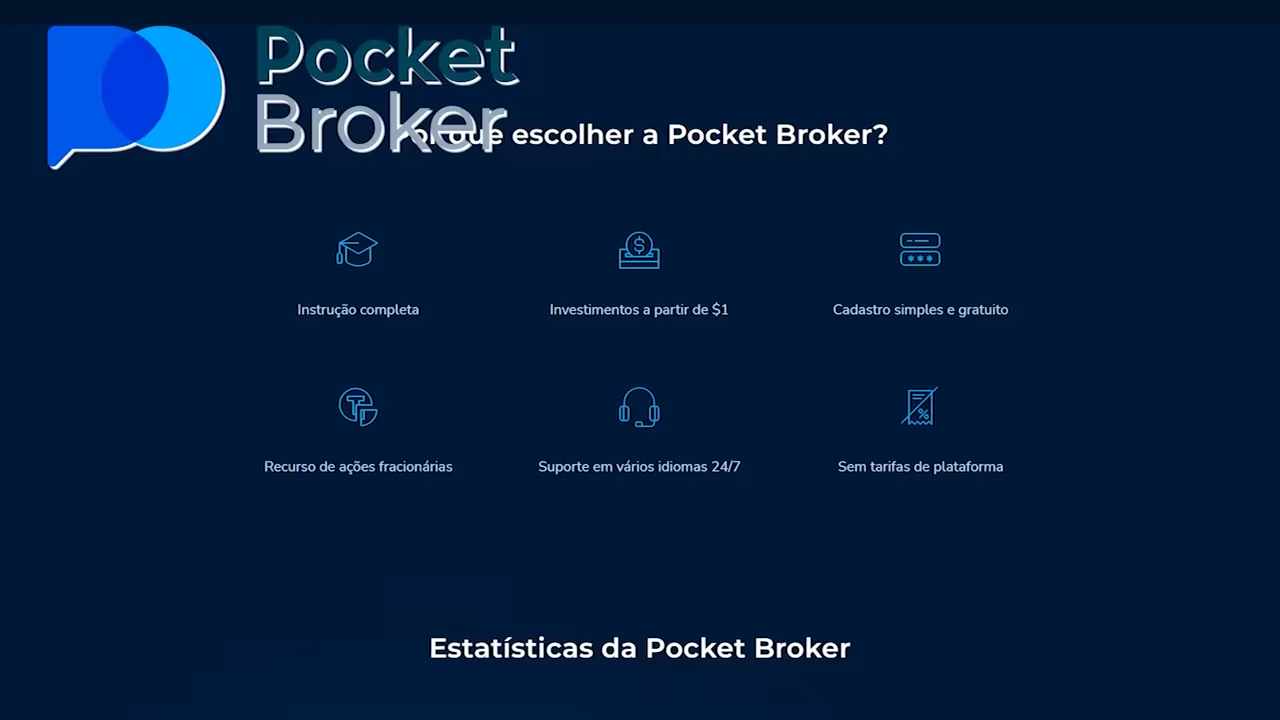 Pocket
Broker
que escolher a Pocket Broker?
Instrução completa
Investimentos a partir de $1
Cadastro simples e gratuito
Recurso de ações fracionárias
Suporte em vários idiomas 24/7
Sem tarifas de plataforma
Estatísticas da Pocket Broker